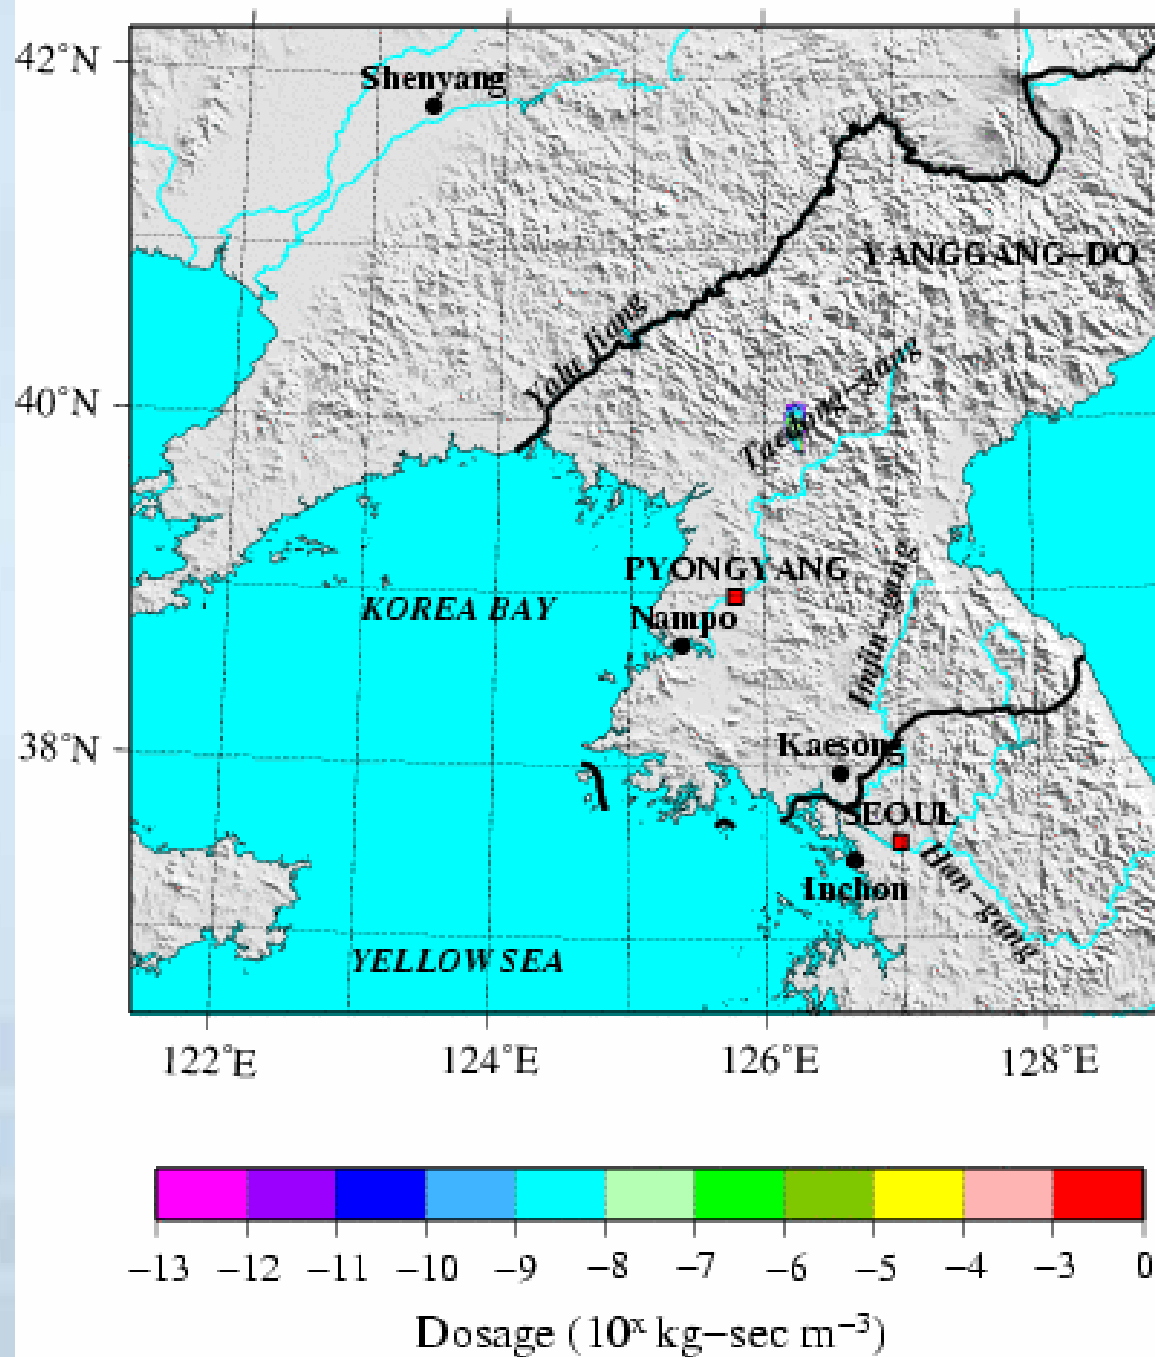 42°N
Shenyang
YANGGANG-DO
Yalu Jiang
40°N
Taedong-gang
PYONGYANG
KOREA BAY
Nampo
Imjin-gang
38°N
Kaesong
SEOUL
Inchon
Han-gang
YELLOW SEA
122°E 124°E 126°E 128°E
−13 −12 −11 −10 −9 −8 −7 −6 −5 −4 −3 0
Dosage (10ˣ kg−sec m⁻³)